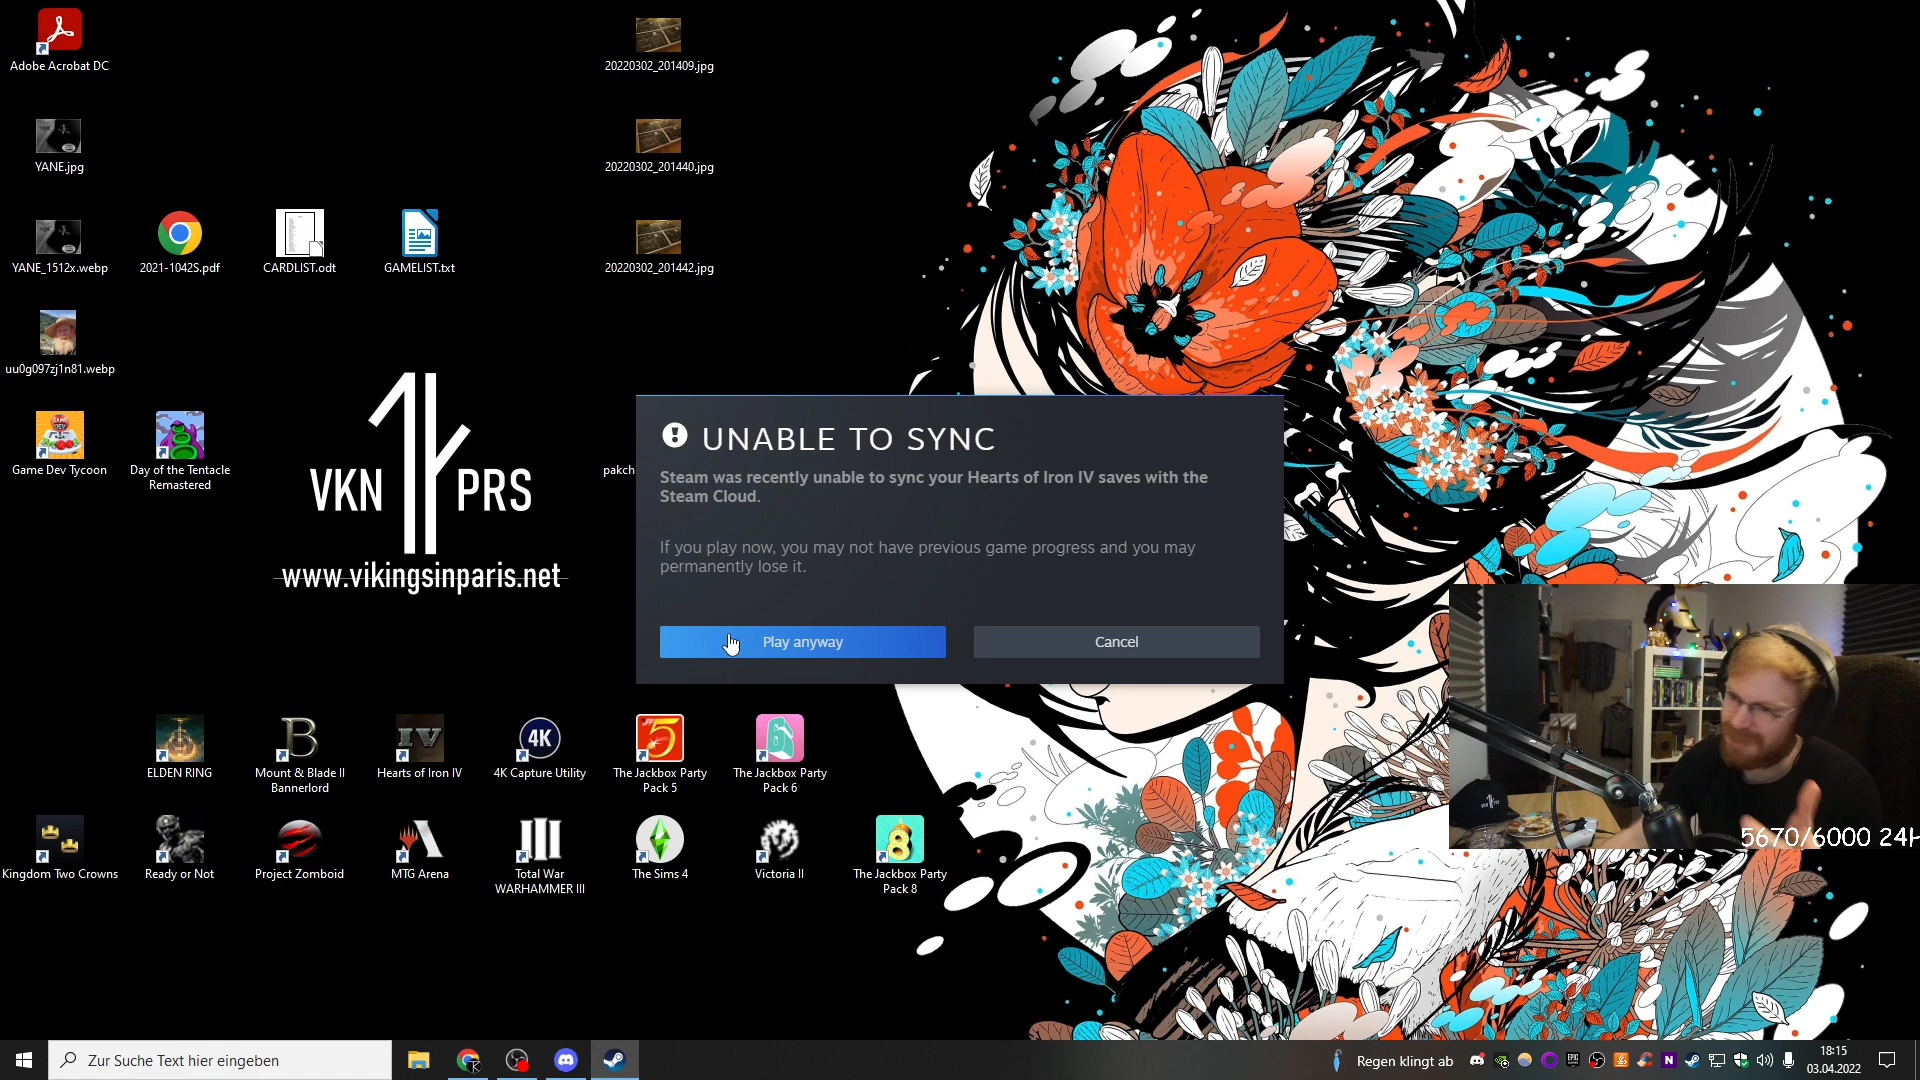 Adobe Acrobat DC
20220302_201409.jpg
YANE.jpg
20220302_201440.jpg
YANE_1512x.webp
2021-1042S.pdf
CARDLIST.odt
GAMELIST.txt
20220302_201442.jpg
uu0g097zj1n81.webp
Game Dev Tycoon
Day of the Tentacle
Remastered
VKN PRS
www.vikingsinparis.net
pakch
UNABLE TO SYNC
Steam was recently unable to sync your Hearts of Iron IV saves with the
Steam Cloud.
If you play now, you may not have previous game progress and you may
permanently lose it.
Play anyway
Cancel
5670/6000 24H
B
IV
4K
5
6
ELDEN RING
Mount & Blade II
Bannerlord
Hearts of Iron IV
4K Capture Utility
The Jackbox Party
Pack 5
The Jackbox Party
Pack 6
8
Kingdom Two Crowns
Ready or Not
Project Zomboid
MTG Arena
Total War
WARHAMMER III
The Sims 4
Victoria II
The Jackbox Party
Pack 8
Zur Suche Text hier eingeben
Regen klingt ab
18:15
03.04.2022